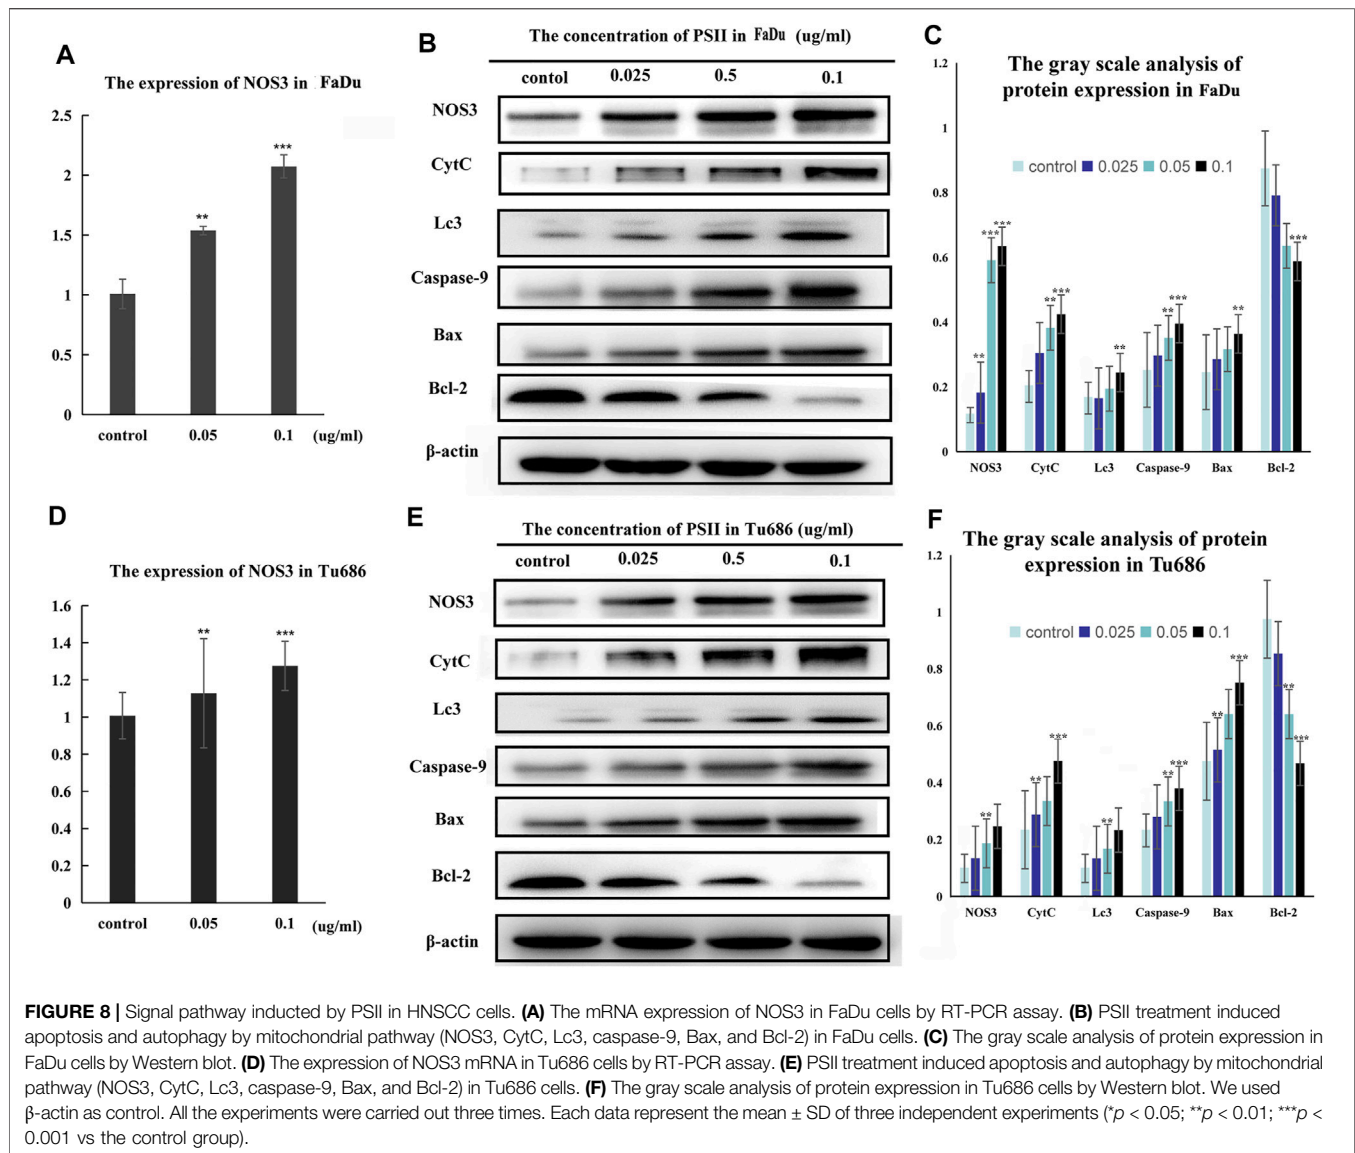 A
The expression of NOS3 in FaDu
2.5
2
1.5
1
0.5
0
***
**
control 0.05 0.1 (ug/ml)
B
The concentration of PSII in FaDu (ug/ml)
contol 0.025 0.5 0.1
NOS3
CytC
Lc3
Caspase-9
Bax
Bcl-2
β-actin
C
The gray scale analysis of
protein expression in FaDu
control 0.025 0.05 0.1
1.2
1
0.8
0.6
0.4
0.2
0
** *** ***
** ***
**
** ***
**
***
NOS3 CytC Lc3 Caspase-9 Bax Bcl-2
D
The expression of NOS3 in Tu686
1.6
1.4
1.2
1
0.8
0.6
0.4
0.2
0
** ***
control 0.05 0.1 (ug/ml)
E
The concentration of PSII in Tu686 (ug/ml)
control 0.025 0.5 0.1
NOS3
CytC
Lc3
Caspase-9
Bax
Bcl-2
β-actin
F
The gray scale analysis of protein
expression in Tu686
control 0.025 0.05 0.1
1.2
1
0.8
0.6
0.4
0.2
0
**
** ***
**
** ***
** ***
** ***
NOS3 CytC Lc3 Caspase-9 Bax Bcl-2
FIGURE 8 | Signal pathway inducted by PSII in HNSCC cells. (A) The mRNA expression of NOS3 in FaDu cells by RT-PCR assay. (B) PSII treatment induced
apoptosis and autophagy by mitochondrial pathway (NOS3, CytC, Lc3, caspase-9, Bax, and Bcl-2) in FaDu cells. (C) The gray scale analysis of protein expression in
FaDu cells by Western blot. (D) The expression of NOS3 mRNA in Tu686 cells by RT-PCR assay. (E) PSII treatment induced apoptosis and autophagy by mitochondrial
pathway (NOS3, CytC, Lc3, caspase-9, Bax, and Bcl-2) in Tu686 cells. (F) The gray scale analysis of protein expression in Tu686 cells by Western blot. We used
β-actin as control. All the experiments were carried out three times. Each data represent the mean ± SD of three independent experiments (*p < 0.05; **p < 0.01; ***p <
0.001 vs the control group).